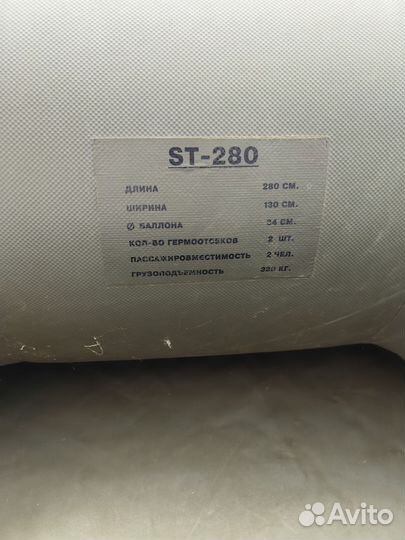 ST-280
ДЛИНА 280 СМ.
ШИРИНА 130 СМ.
Ø БАЛЛОНА 34 СМ.
КОЛ-ВО ГЕРМООТСЕКОВ 2 ШТ.
ПАССАЖИРОВМЕСТИМОСТЬ 2 ЧЕЛ.
ГРУЗОПОДЪЕМНОСТЬ КГ.
Avito